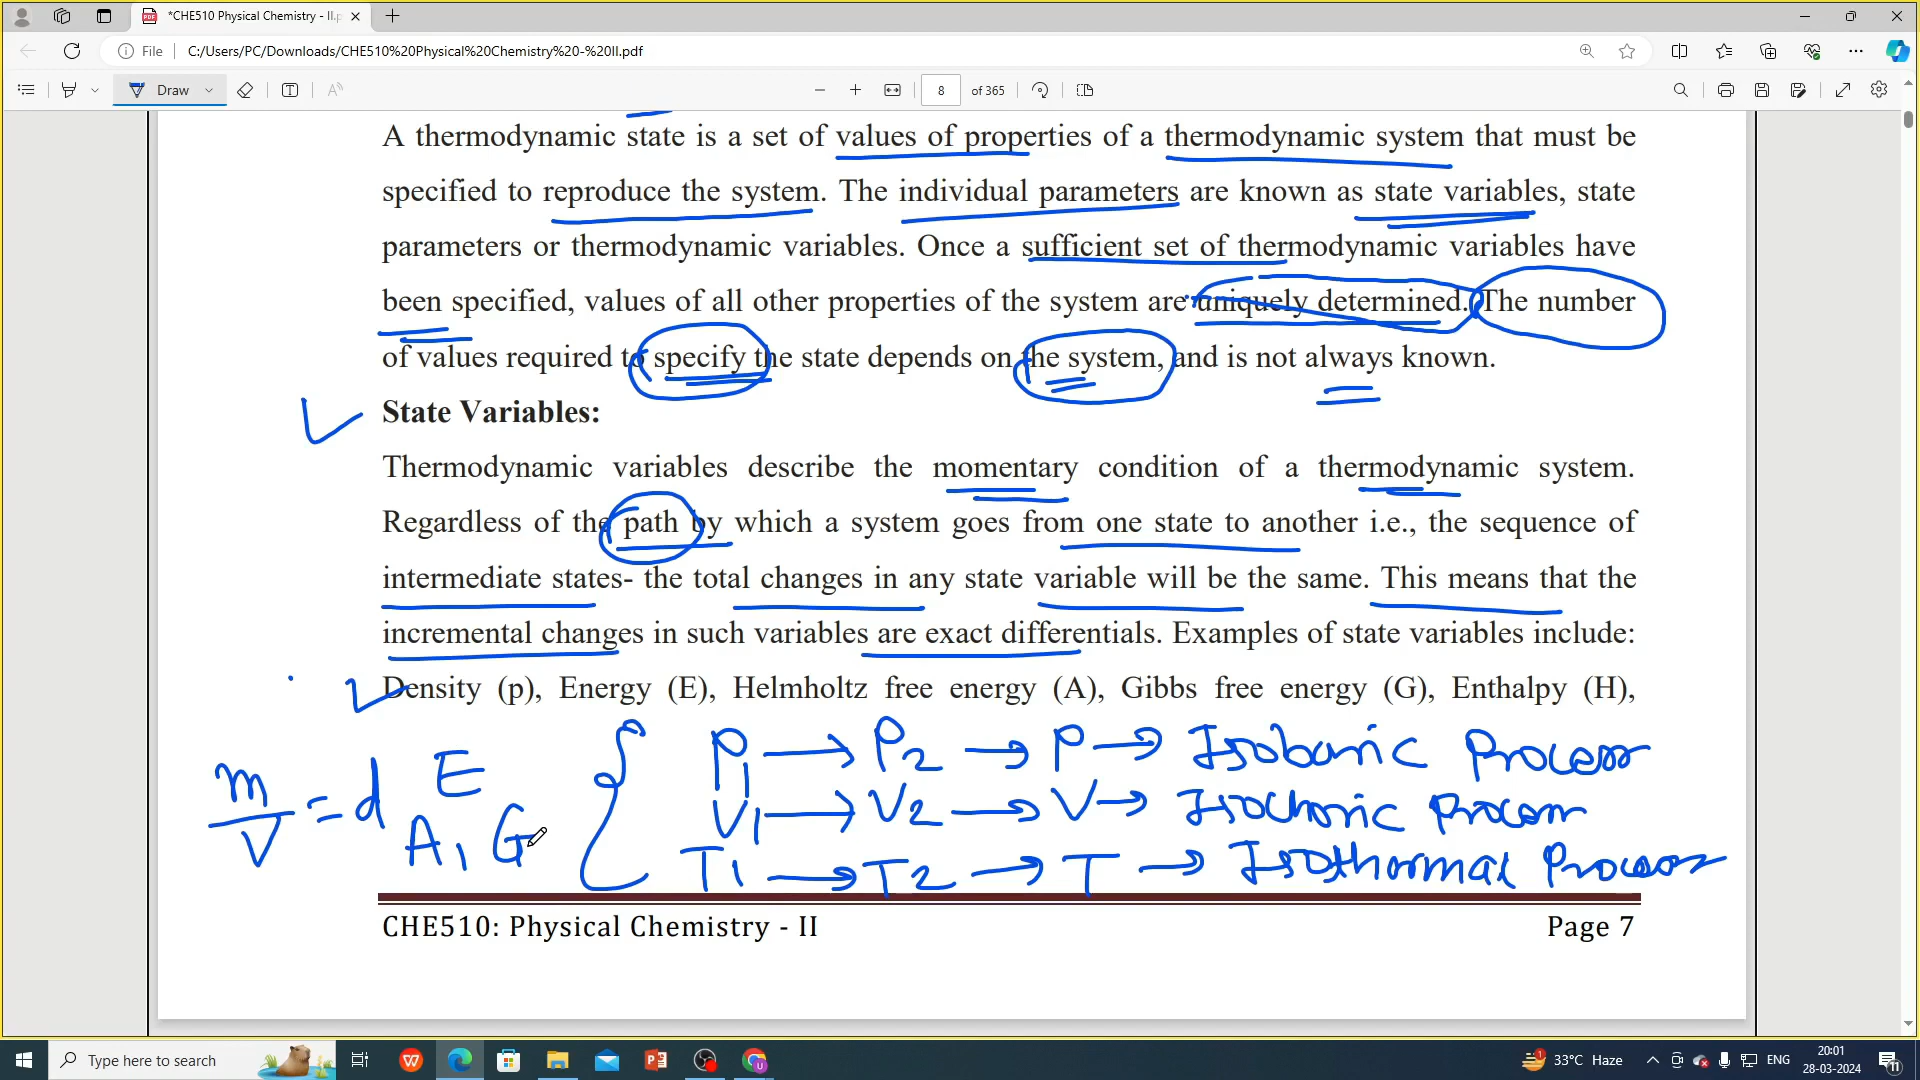 *CHE510 Physical Chemistry - II.p
File C:/Users/PC/Downloads/CHE510%20Physical%20Chemistry%20-%20II.pdf
Draw 8 of 365
A thermodynamic state is a set of values of properties of a thermodynamic system that must be
specified to reproduce the system. The individual parameters are known as state variables, state
parameters or thermodynamic variables. Once a sufficient set of thermodynamic variables have
been specified, values of all other properties of the system are uniquely determined. The number
of values required to specify the state depends on the system, and is not always known.
State Variables:
Thermodynamic variables describe the momentary condition of a thermodynamic system.
Regardless of the path by which a system goes from one state to another i.e., the sequence of
intermediate states- the total changes in any state variable will be the same. This means that the
incremental changes in such variables are exact differentials. Examples of state variables include:
Density (p), Energy (E), Helmholtz free energy (A), Gibbs free energy (G), Enthalpy (H),
P1 → P2 → P → Isobaric Process
m/V = d E
V1 → V2 → V → Isochoric Process
A, G
T1 → T2 → T → Isothermal Process
CHE510: Physical Chemistry - II Page 7
Type here to search 33°C Haze ENG 20:01
28-03-2024